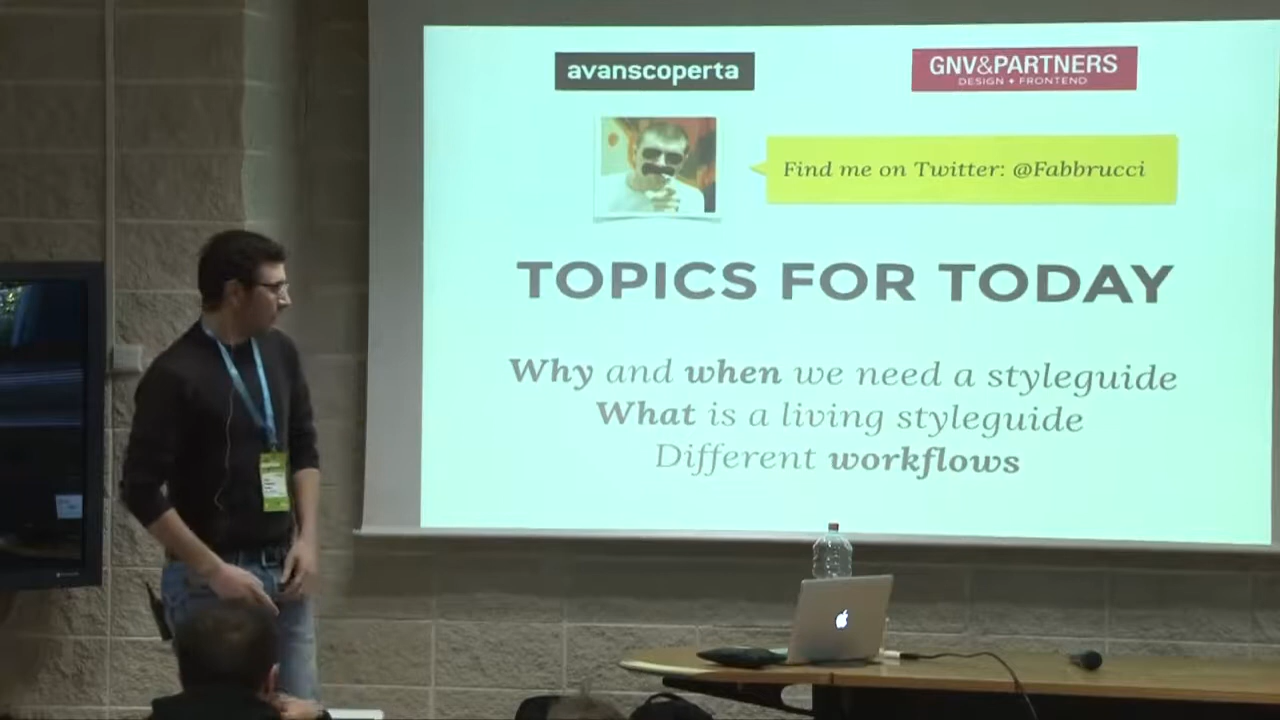 avanscoperta
GNV&PARTNERS
DESIGN + FRONTEND
Find me on Twitter: @Fabbrucci
TOPICS FOR TODAY
Why and when we need a styleguide
What is a living styleguide
Different workflows